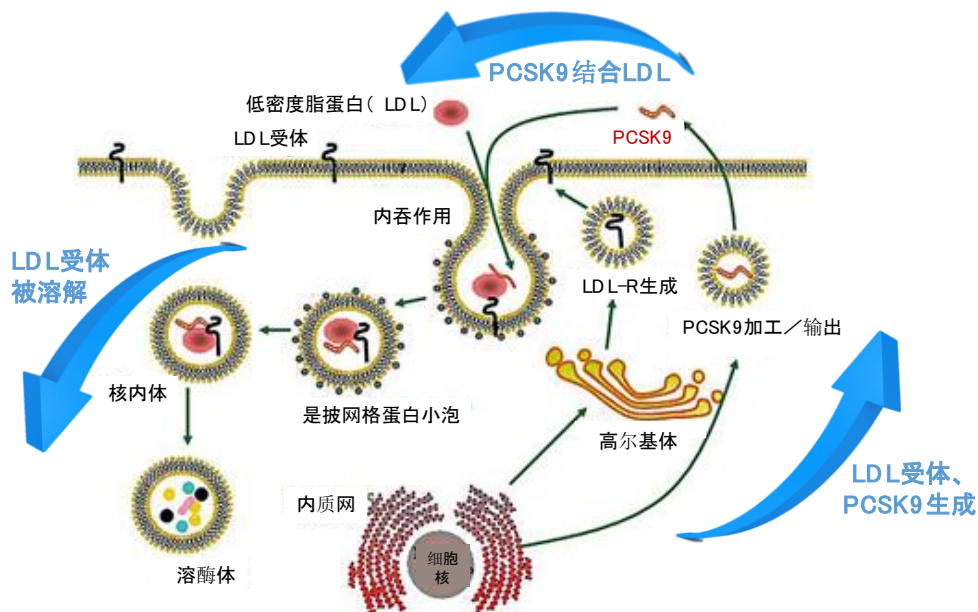 PCSK9结合LDL
低密度脂蛋白( LDL)
LDL受体
PCSK9
内吞作用
LDL受体
被溶解
LDL-R生成
PCSK9加工／输出
核内体
是披网格蛋白小泡
高尔基体
LDL受体、
PCSK9生成
内质网
细胞
核
溶酶体